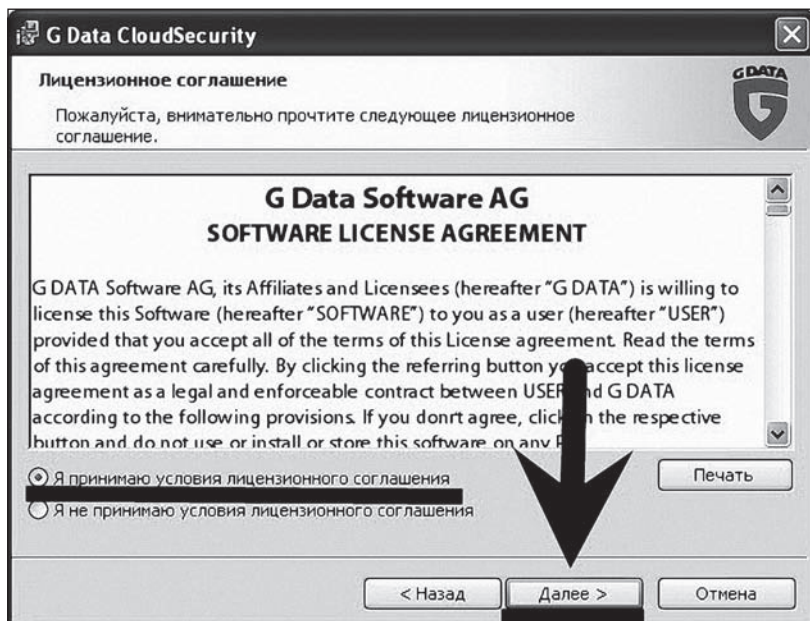 G Data CloudSecurity
Лицензионное соглашение
GDATA
Пожалуйста, внимательно прочтите следующее лицензионное
соглашение.
G Data Software AG
SOFTWARE LICENSE AGREEMENT
G DATA Software AG, its Affiliates and Licensees (hereafter “G DATA”) is willing to
license this Software (hereafter “SOFTWARE”) to you as a user (hereafter “USER”)
provided that you accept all of the terms of this License agreement. Read the terms
of this agreement carefully. By clicking the referring button you accept this license
agreement as a legal and enforceable contract between USER and G DATA
according to the following provisions. If you donrt agree, click on the respective
button and do not use or install or store this software on any
Я принимаю условия лицензионного соглашения
Печать
Я не принимаю условия лицензионного соглашения
< Назад
Далее >
Отмена